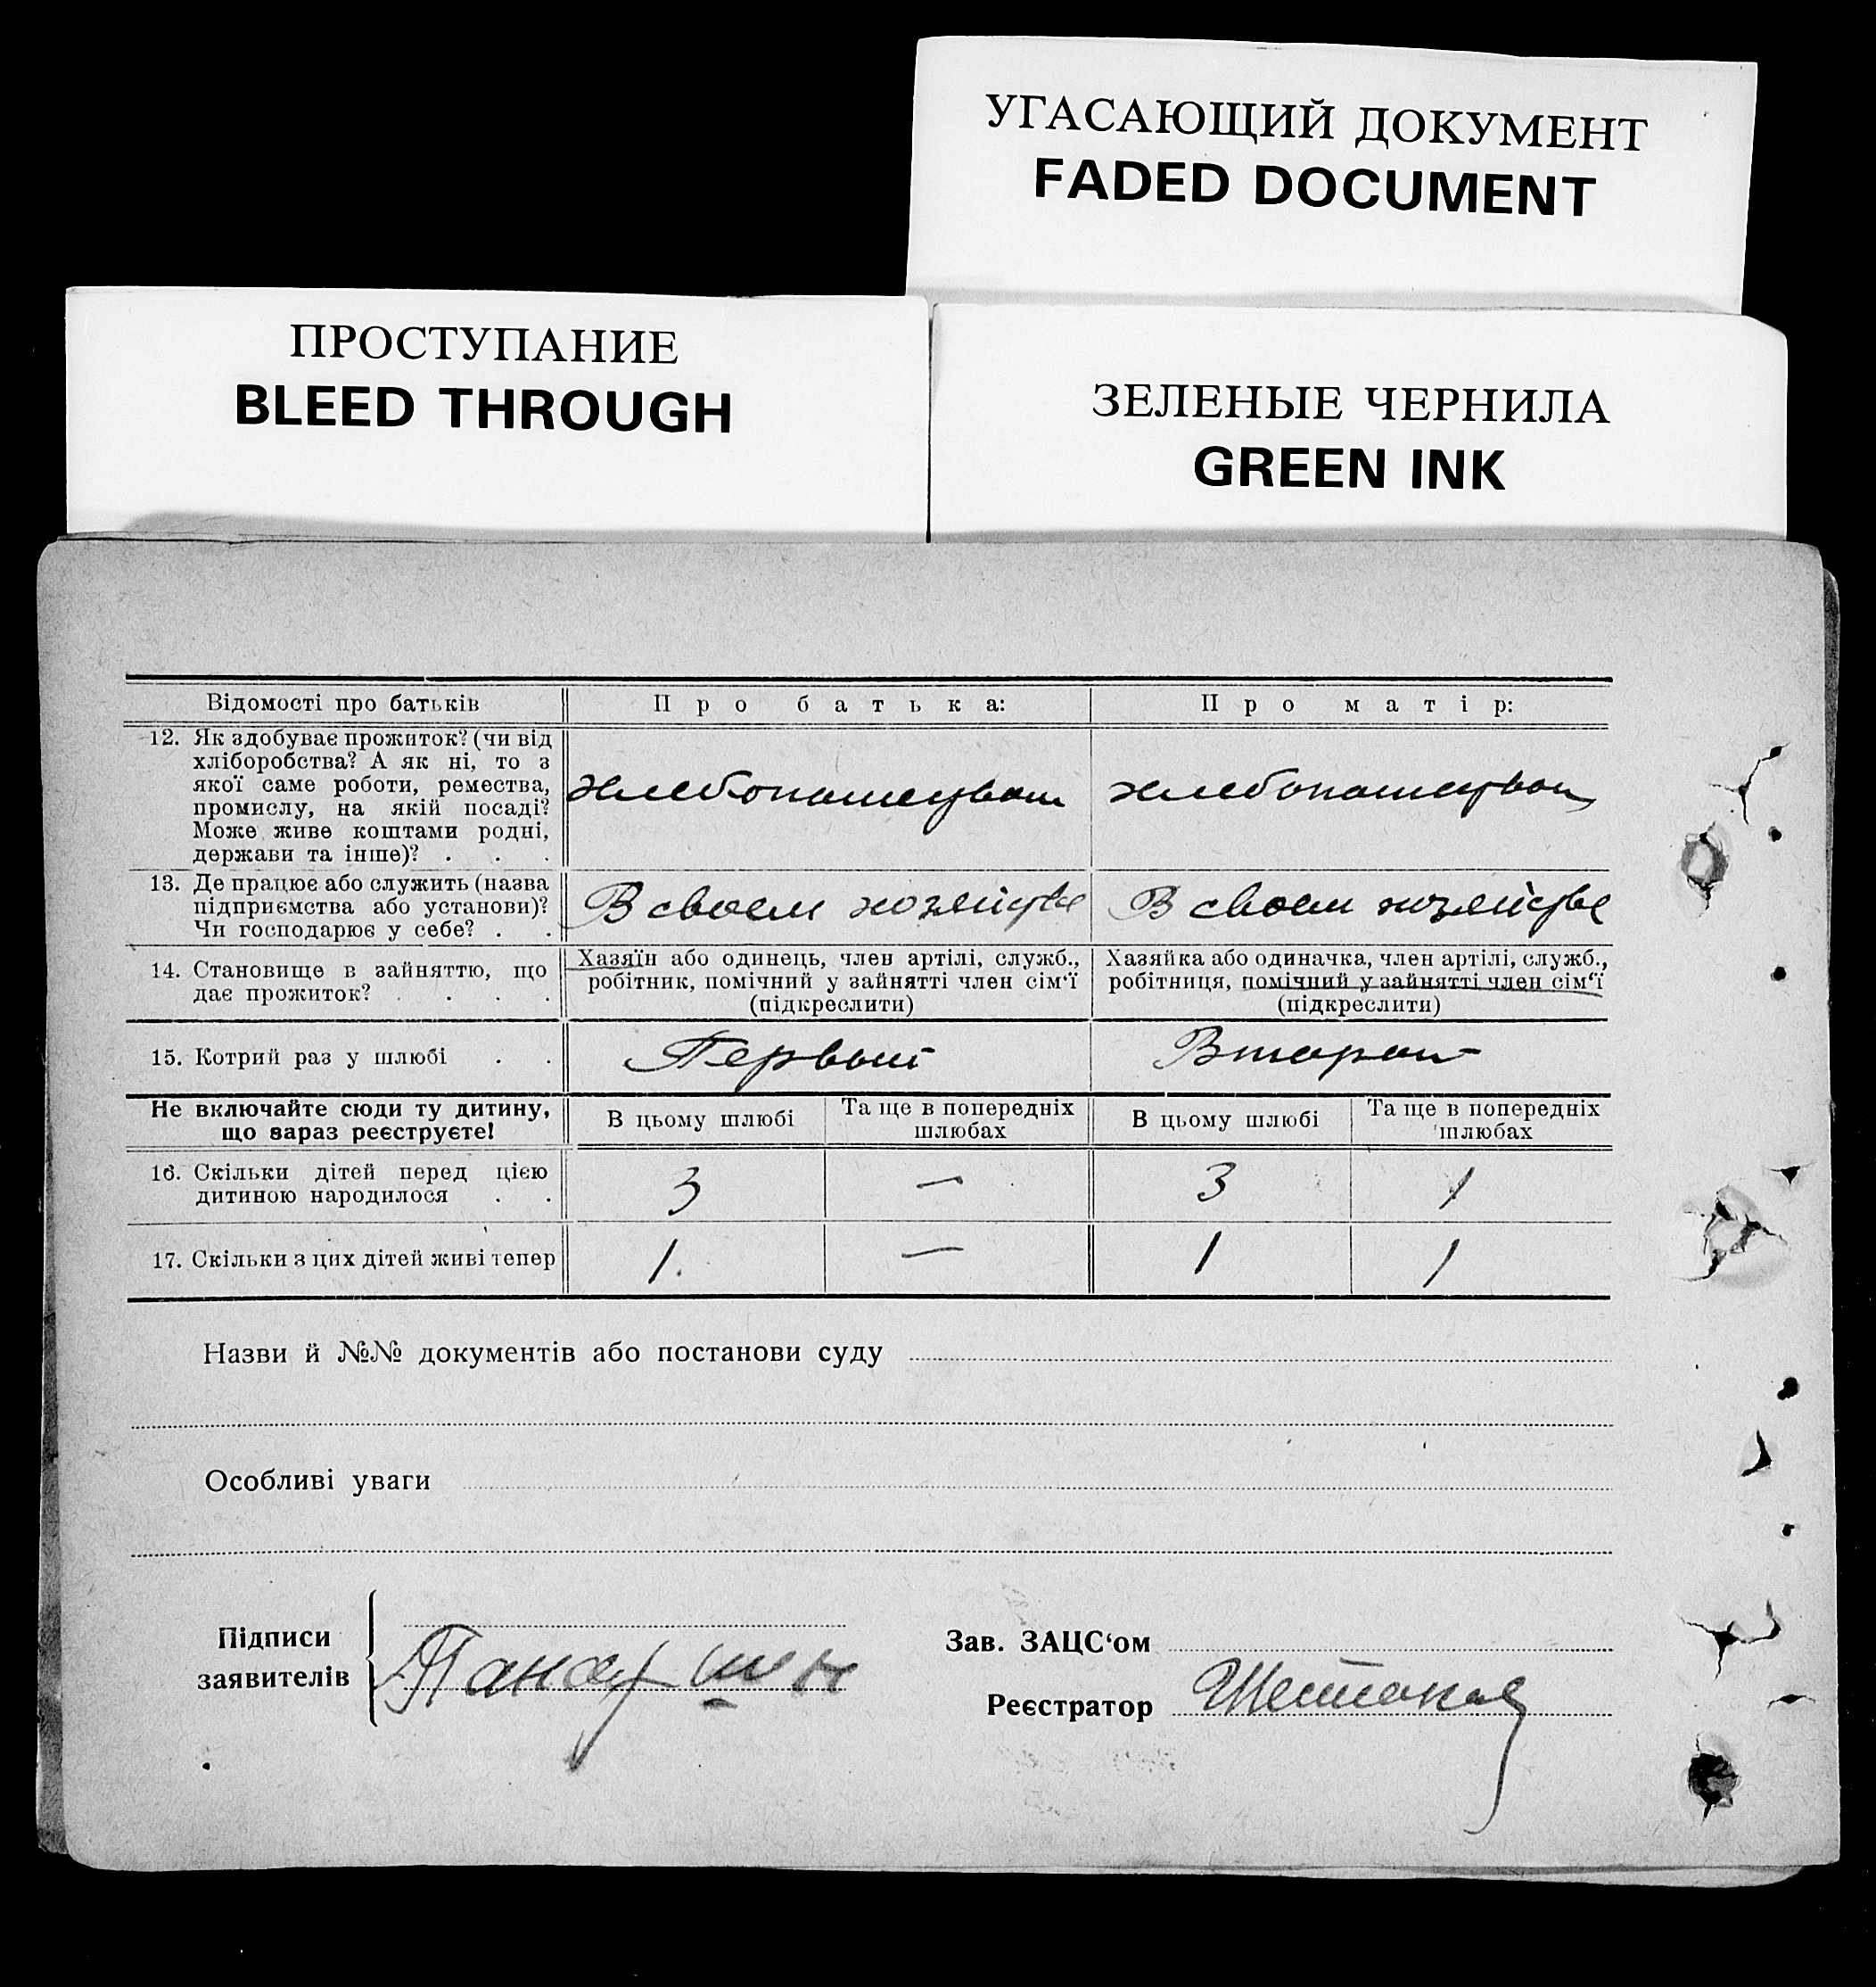 УГАСАЮЩИЙ ДОКУМЕНТ
FADED DOCUMENT
ПРОСТУПАНИЕ
BLEED THROUGH
ЗЕЛЕНЫЕ ЧЕРНИЛА
GREEN INK
Відомості про батьків
Про батька:
Про матір:
12. Як здобуває прожиток? (чи від
хліборобства? А як ні, то з
якої саме роботи, ремества,
промислу, на якій посаді?
Може живе коштами родні,
держави та інше)? . . .
13. Де працює або служить (назва
підприємства або установи)?
Чи господарює у себе? . .
В своем хозяйстве
В своем хозяйстве
14. Становище в зайняттю, що
дає прожиток? . . . .
Хазяїн або одинець, член артілі, служб.,
робітник, помічний у зайнятті член сім‘ї
(підкреслити)
Хазяйка або одиначка, член артілі, служб.,
робітниця, помічний у зайнятті член сім‘ї
(підкреслити)
15. Котрий раз у шлюбі . .
Первый
Второй
Не включайте сюди ту дитину,
що зараз реєструєте!
В цьому шлюбі
Та ще в попередніх
шлюбах
В цьому шлюбі
Та ще в попередніх
шлюбах
16. Скільки дітей перед цією
дитиною народилося . .
3
—
3
1
17. Скільки з цих дітей живі тепер
1.
—
1
1
Назви й №№ документів або постанови суду
Особливі уваги
Підписи
заявителів
Зав. ЗАЦС‘ом
Реєстратор